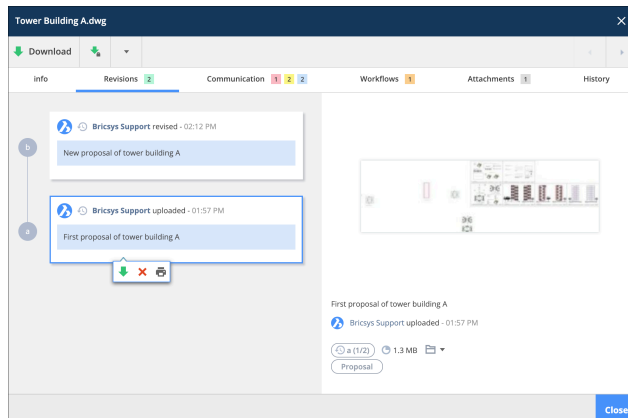 Tower Building A.dwg
Download
info Revisions 2 Communication 1 2 2 Workflows 1 Attachments 1 History
b
Bricsys Support revised - 02:12 PM
New proposal of tower building A
a
Bricsys Support uploaded - 01:57 PM
First proposal of tower building A
First proposal of tower building A
Bricsys Support uploaded - 01:57 PM
a (1/2) 1.3 MB
Proposal
Close